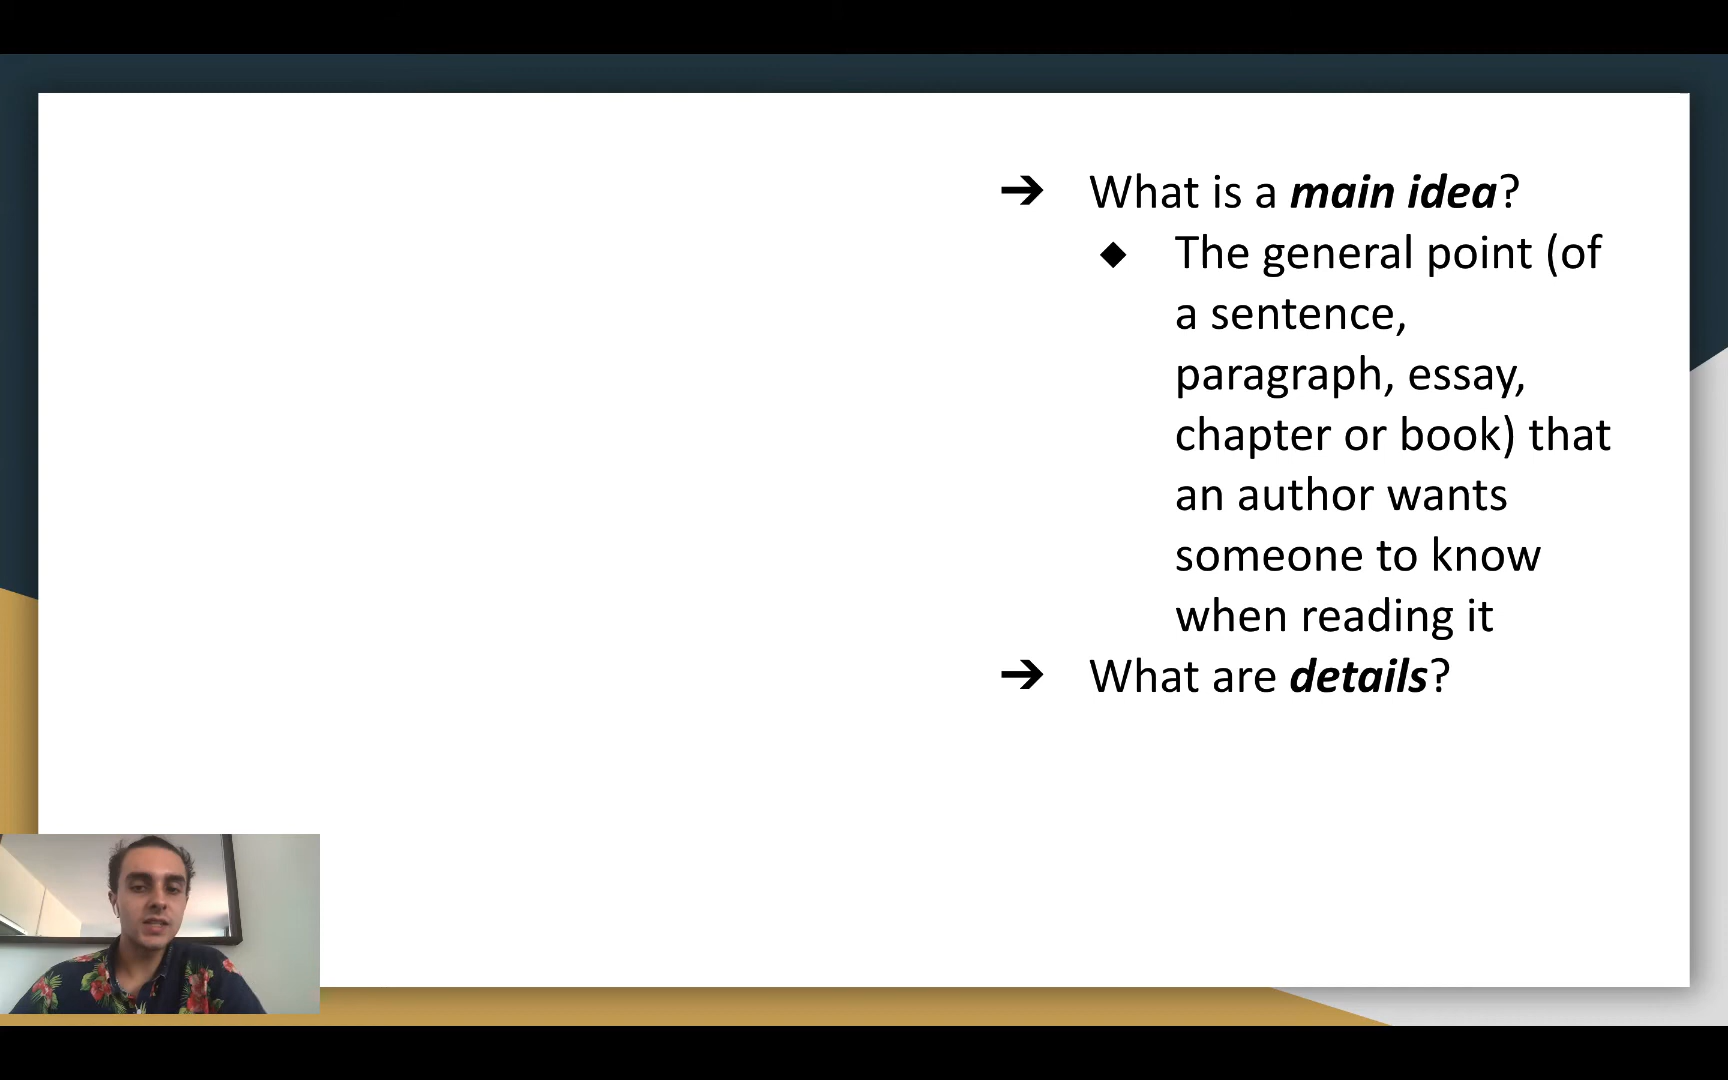 ➔ What is a main idea?
◆ The general point (of
a sentence,
paragraph, essay,
chapter or book) that
an author wants
someone to know
when reading it
➔ What are details?